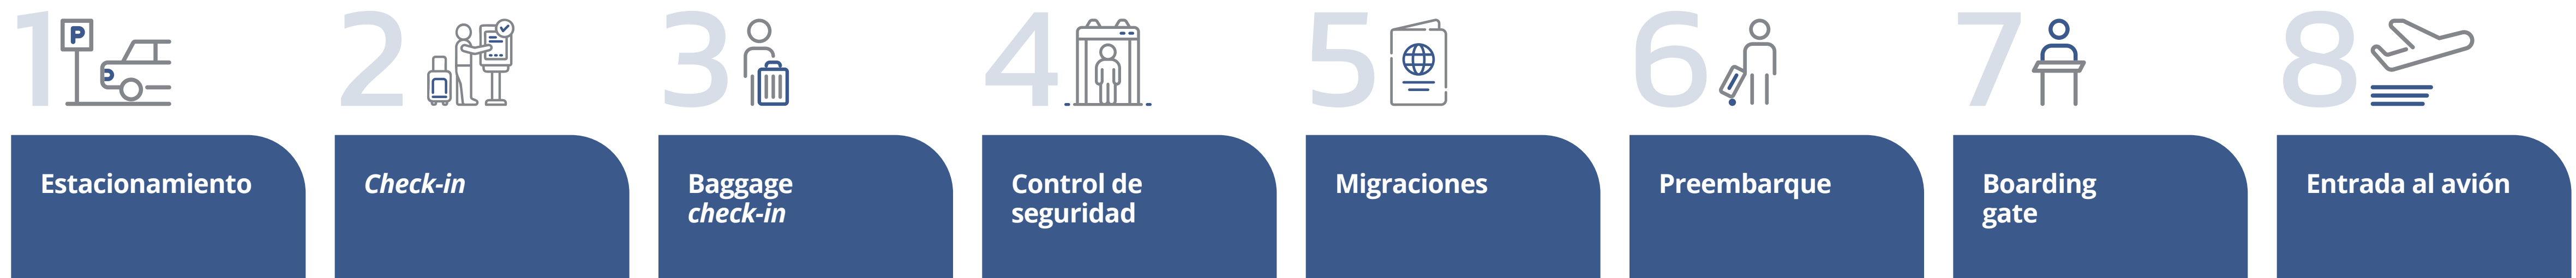 1
P
Estacionamiento
2
Check-in
3
Baggage
check-in
4
Control de
seguridad
5
Migraciones
6
Preembarque
7
Boarding
gate
8
Entrada al avión